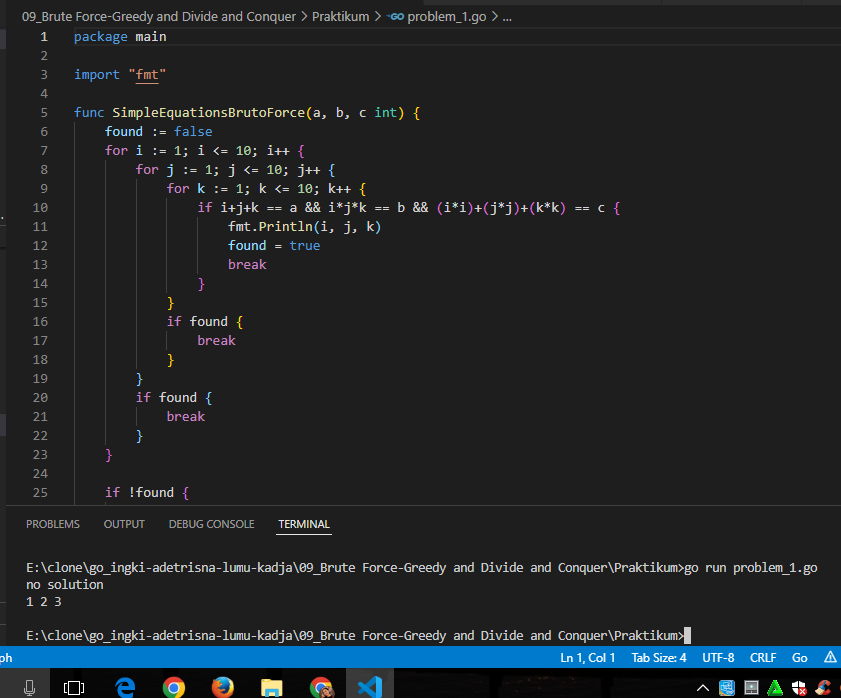 09_Brute Force-Greedy and Divide and Conquer > Praktikum > GO problem_1.go > ...
1 package main
2
3 import "fmt"
4
5 func SimpleEquationsBrutoForce(a, b, c int) {
6 found := false
7 for i := 1; i <= 10; i++ {
8 for j := 1; j <= 10; j++ {
9 for k := 1; k <= 10; k++ {
10 if i+j+k == a && i*j*k == b && (i*i)+(j*j)+(k*k) == c {
11 fmt.Println(i, j, k)
12 found = true
13 break
14 }
15 }
16 if found {
17 break
18 }
19 }
20 if found {
21 break
22 }
23 }
24
25 if !found {
PROBLEMS OUTPUT DEBUG CONSOLE TERMINAL
E:\clone\go_ingki-adetrisna-lumu-kadja\09_Brute Force-Greedy and Divide and Conquer\Praktikum>go run problem_1.go
no solution
1 2 3
E:\clone\go_ingki-adetrisna-lumu-kadja\09_Brute Force-Greedy and Divide and Conquer\Praktikum>
ph Ln 1, Col 1 Tab Size: 4 UTF-8 CRLF Go